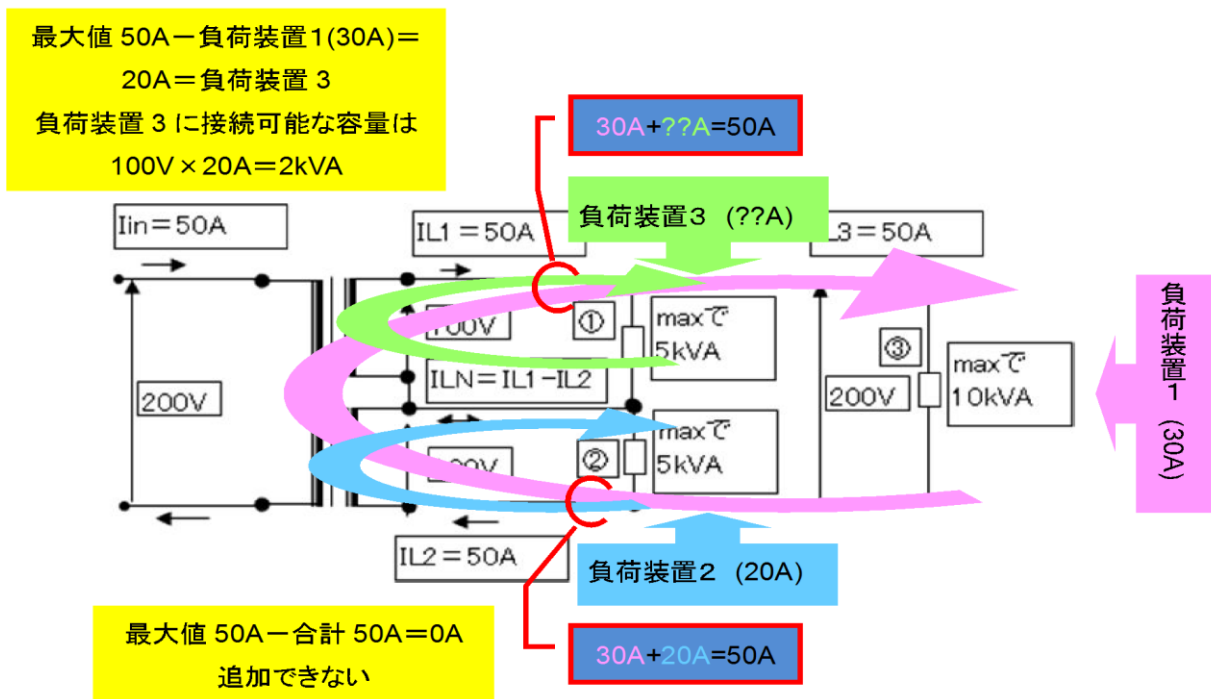 最大値 50A－負荷装置1(30A)＝
20A＝負荷装置 3
負荷装置 3 に接続可能な容量は
100V × 20A＝2kVA
30A+??A=50A
負荷装置3 (??A)
Iin＝50A
IL1＝50A
L3＝50A
100V
①
maxで
5kVA
ILN＝IL1－IL2
200V
200V
③
maxで
10kVA
負荷装置1 (30A)
②
maxで
5kVA
IL2＝50A
負荷装置2 (20A)
最大値 50A－合計 50A＝0A
追加できない
30A+20A=50A